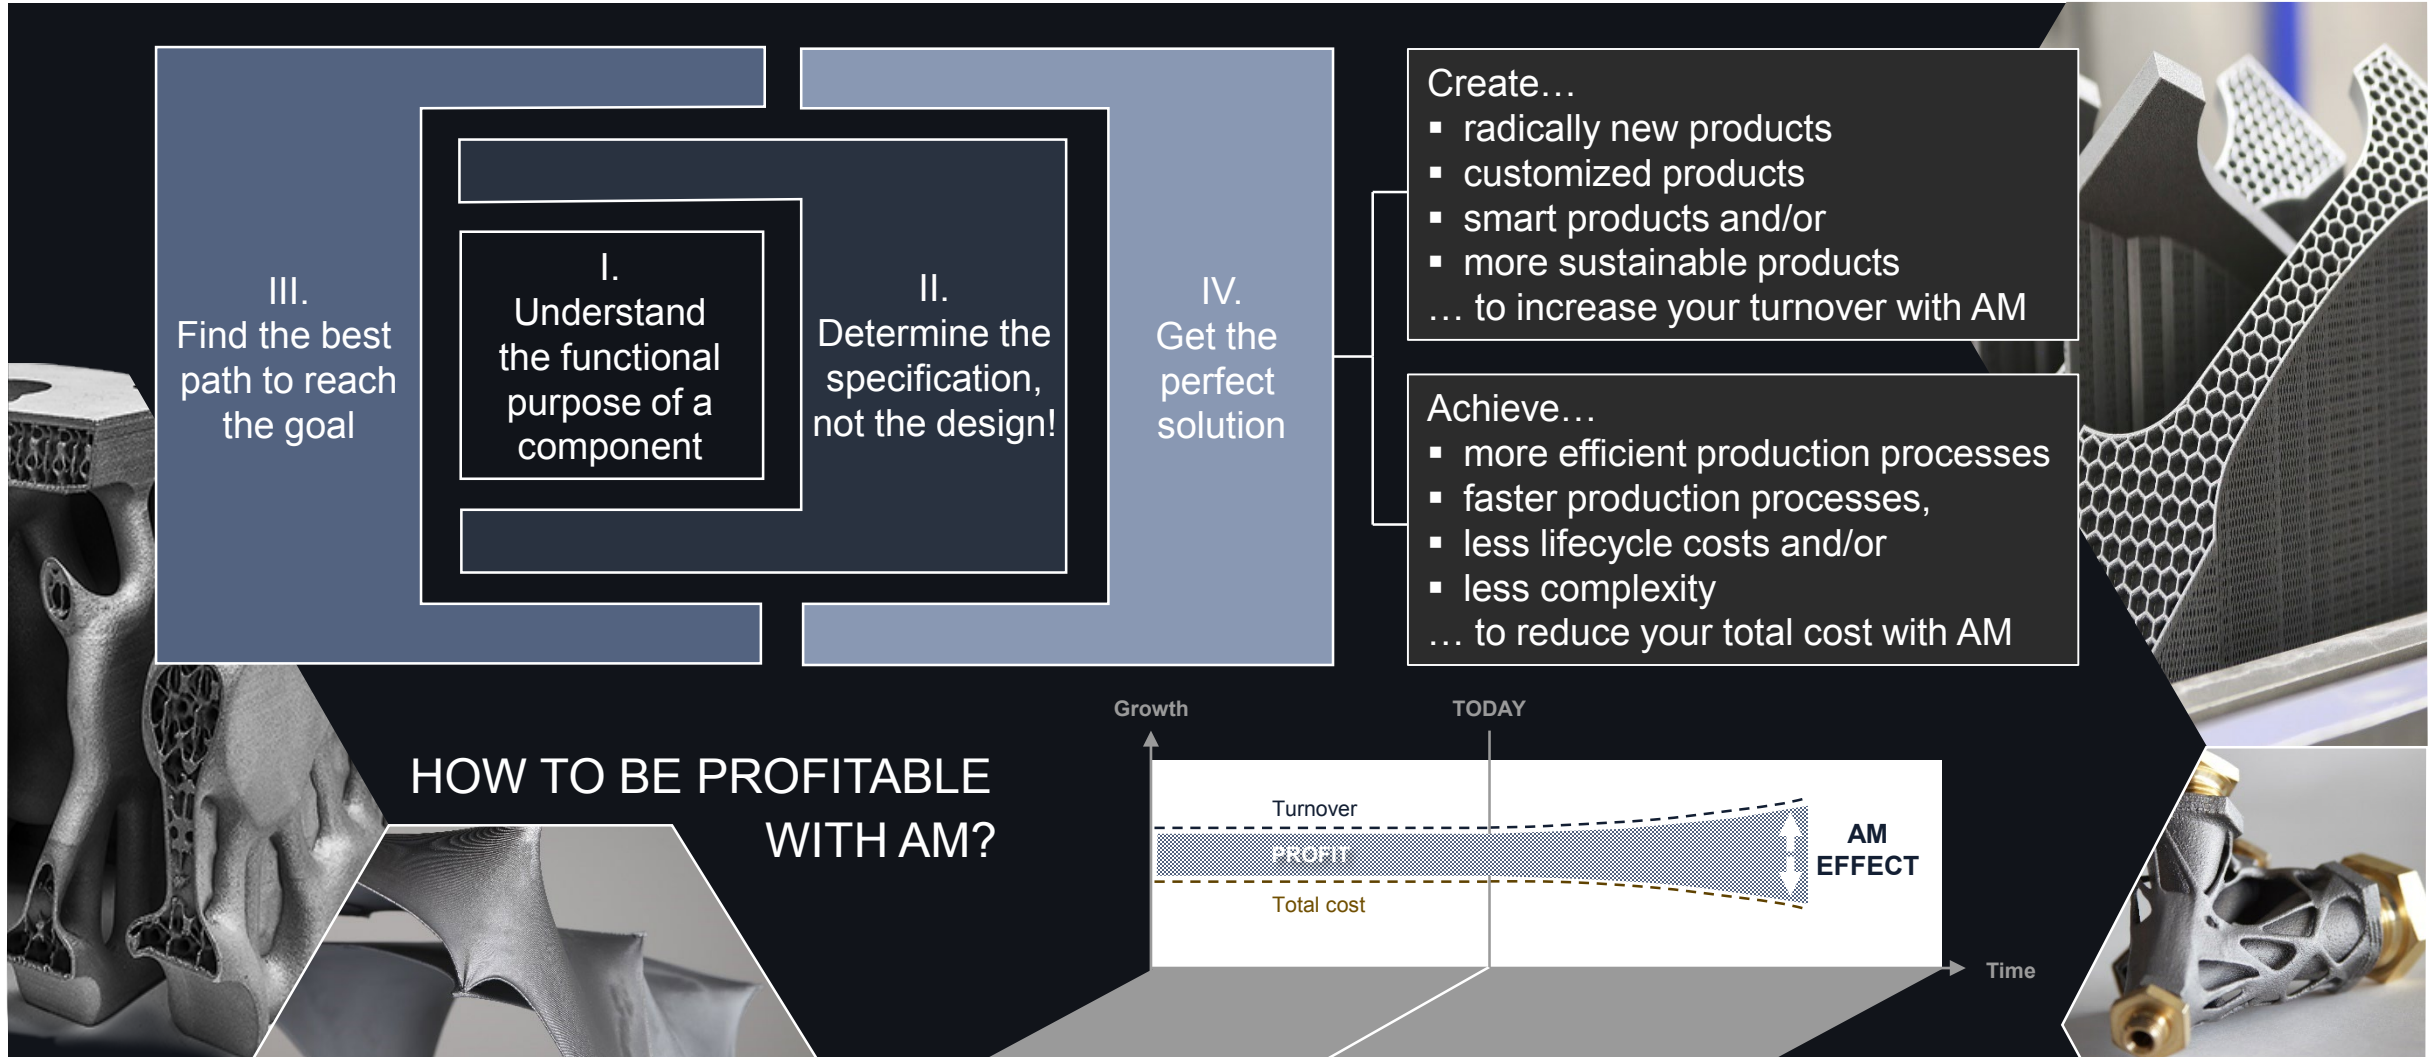 III.
Find the best
path to reach
the goal
I.
Understand
the functional
purpose of a
component
II.
Determine the
specification,
not the design!
IV.
Get the
perfect
solution
Create…
▪ radically new products
▪ customized products
▪ smart products and/or
▪ more sustainable products
… to increase your turnover with AM
Achieve…
▪ more efficient production processes
▪ faster production processes,
▪ less lifecycle costs and/or
▪ less complexity
… to reduce your total cost with AM
HOW TO BE PROFITABLE
WITH AM?
Growth
TODAY
Turnover
PROFIT
Total cost
AM
EFFECT
Time